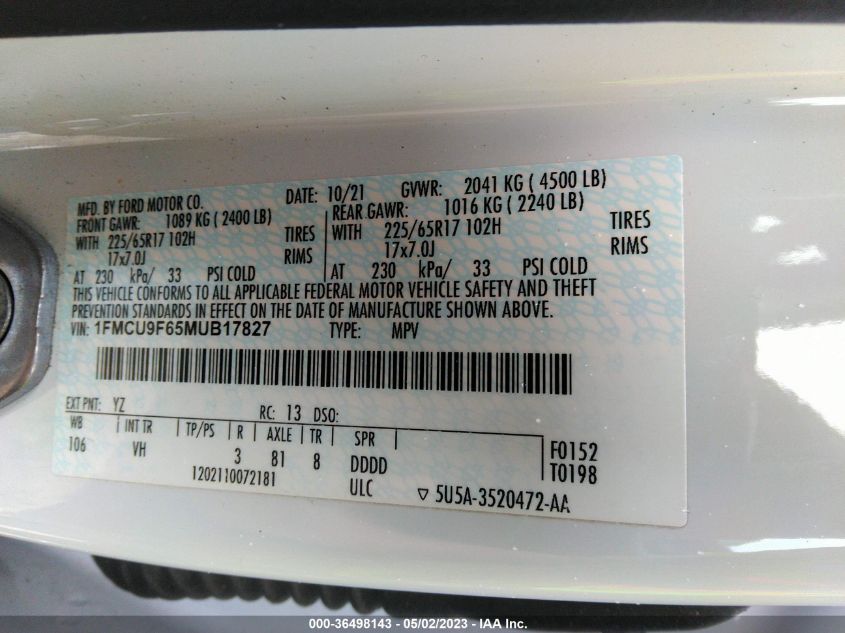 MFD. BY FORD MOTOR CO.
DATE: 10/21 GVWR: 2041 KG ( 4500 LB)
FRONT GAWR: 1089 KG ( 2400 LB)
WITH 225/65R17 102H TIRES
17x7.0J RIMS
AT 230 kPa/ 33 PSI COLD
REAR GAWR: 1016 KG ( 2240 LB)
WITH 225/65R17 102H TIRES
17x7.0J RIMS
AT 230 kPa/ 33 PSI COLD
THIS VEHICLE CONFORMS TO ALL APPLICABLE FEDERAL MOTOR VEHICLE SAFETY AND THEFT
PREVENTION STANDARDS IN EFFECT ON THE DATE OF MANUFACTURE SHOWN ABOVE.
VIN: 1FMCU9F65MUB17827 TYPE: MPV
EXT PNT: YZ RC: 13 DSO:
WB INT TR TP/PS R AXLE TR SPR
106 VH 3 81 8 DDDD
F0152
T0198
1202110072181 ULC
▽ 5U5A-3520472-AA
000-36498143 - 05/02/2023 - IAA Inc.